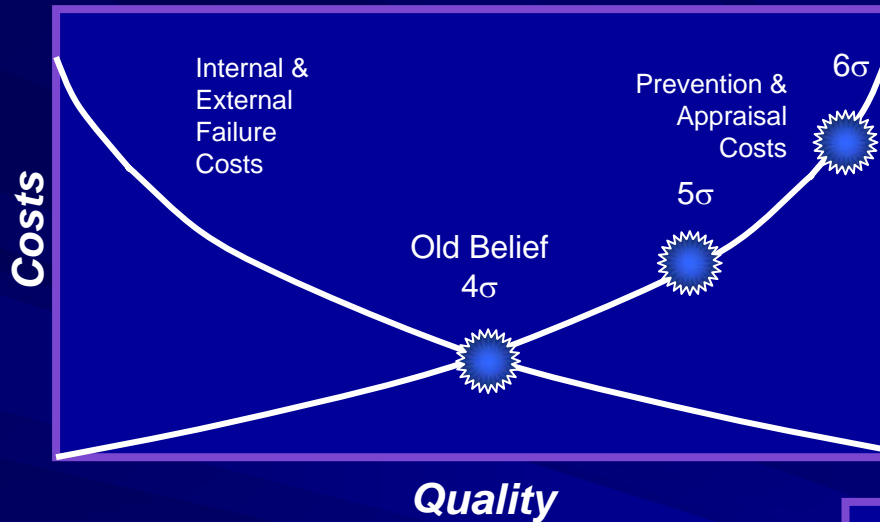 Internal &
External
Failure
Costs
Prevention &
Appraisal
Costs
6σ
5σ
Old Belief
4σ
Costs
Quality